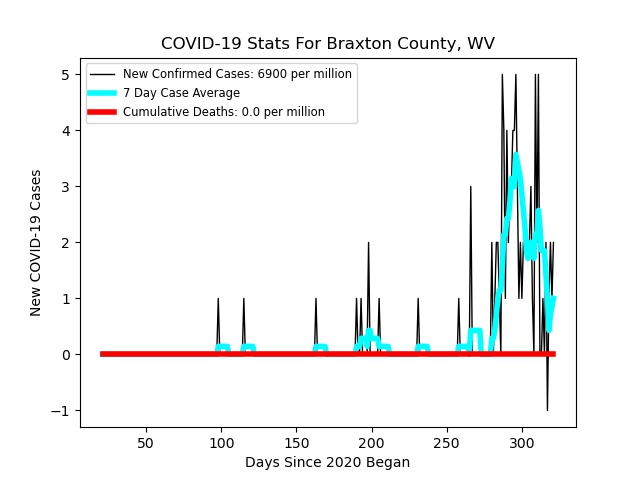 COVID-19 Stats For Braxton County, WV
New Confirmed Cases: 6900 per million
7 Day Case Average
Cumulative Deaths: 0.0 per million
New COVID-19 Cases
5
4
3
2
1
0
−1
50 100 150 200 250 300
Days Since 2020 Began